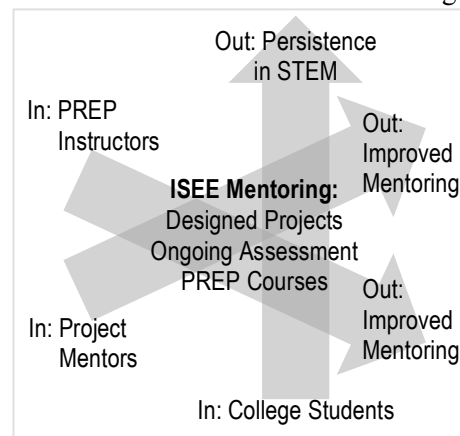 g
Out: Persistence
in STEM
In: PREP
Instructors
Out:
Improved
Mentoring
ISEE Mentoring:
Designed Projects
Ongoing Assessment
PREP Courses
Out:
Improved
Mentoring
In: Project
Mentors
In: College Students